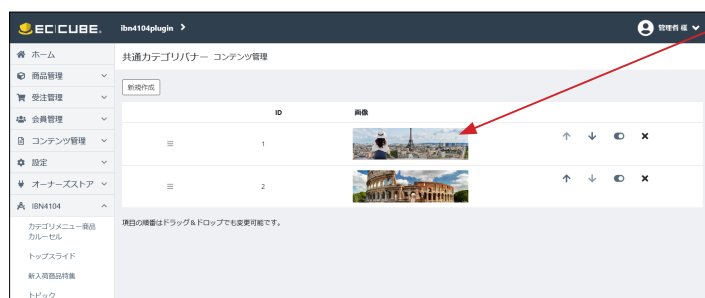 EC CUBE.
ibn4104plugin
管理者 様
ホーム
共通カテゴリバナー コンテンツ管理
商品管理
新規作成
受注管理
ID 画像
会員管理
コンテンツ管理
1
設定
オーナーズストア
2
IBN4104
カテゴリメニュー商品
カルーセル
項目の順番はドラッグ&ドロップでも変更可能です。
トップスライド
新入荷商品特集
トピック